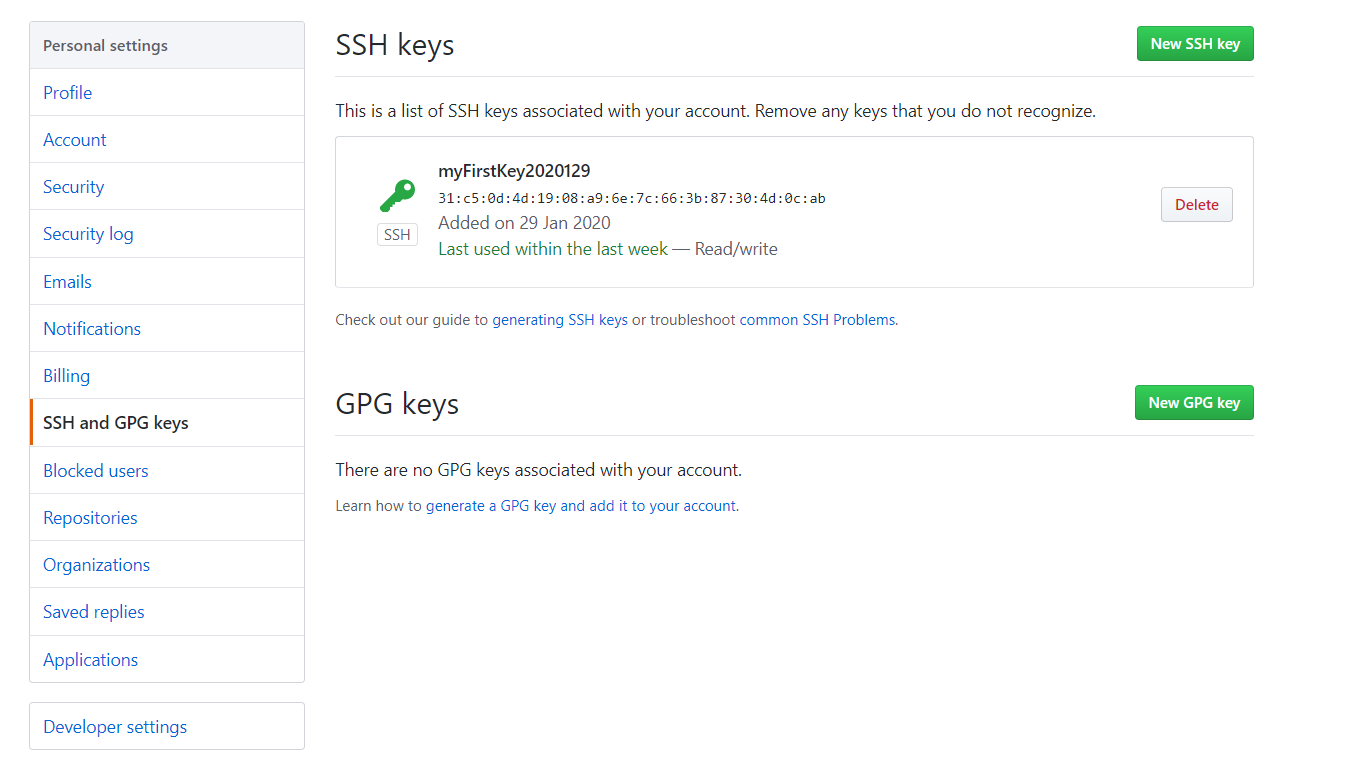 Personal settings
Profile
Account
Security
Security log
Emails
Notifications
Billing
SSH and GPG keys
Blocked users
Repositories
Organizations
Saved replies
Applications
Developer settings
SSH keys
New SSH key
This is a list of SSH keys associated with your account. Remove any keys that you do not recognize.
myFirstKey2020129
31:c5:0d:4d:19:08:a9:6e:7c:66:3b:87:30:4d:0c:ab
Added on 29 Jan 2020
Last used within the last week — Read/write
SSH
Delete
Check out our guide to generating SSH keys or troubleshoot common SSH Problems.
GPG keys
New GPG key
There are no GPG keys associated with your account.
Learn how to generate a GPG key and add it to your account.